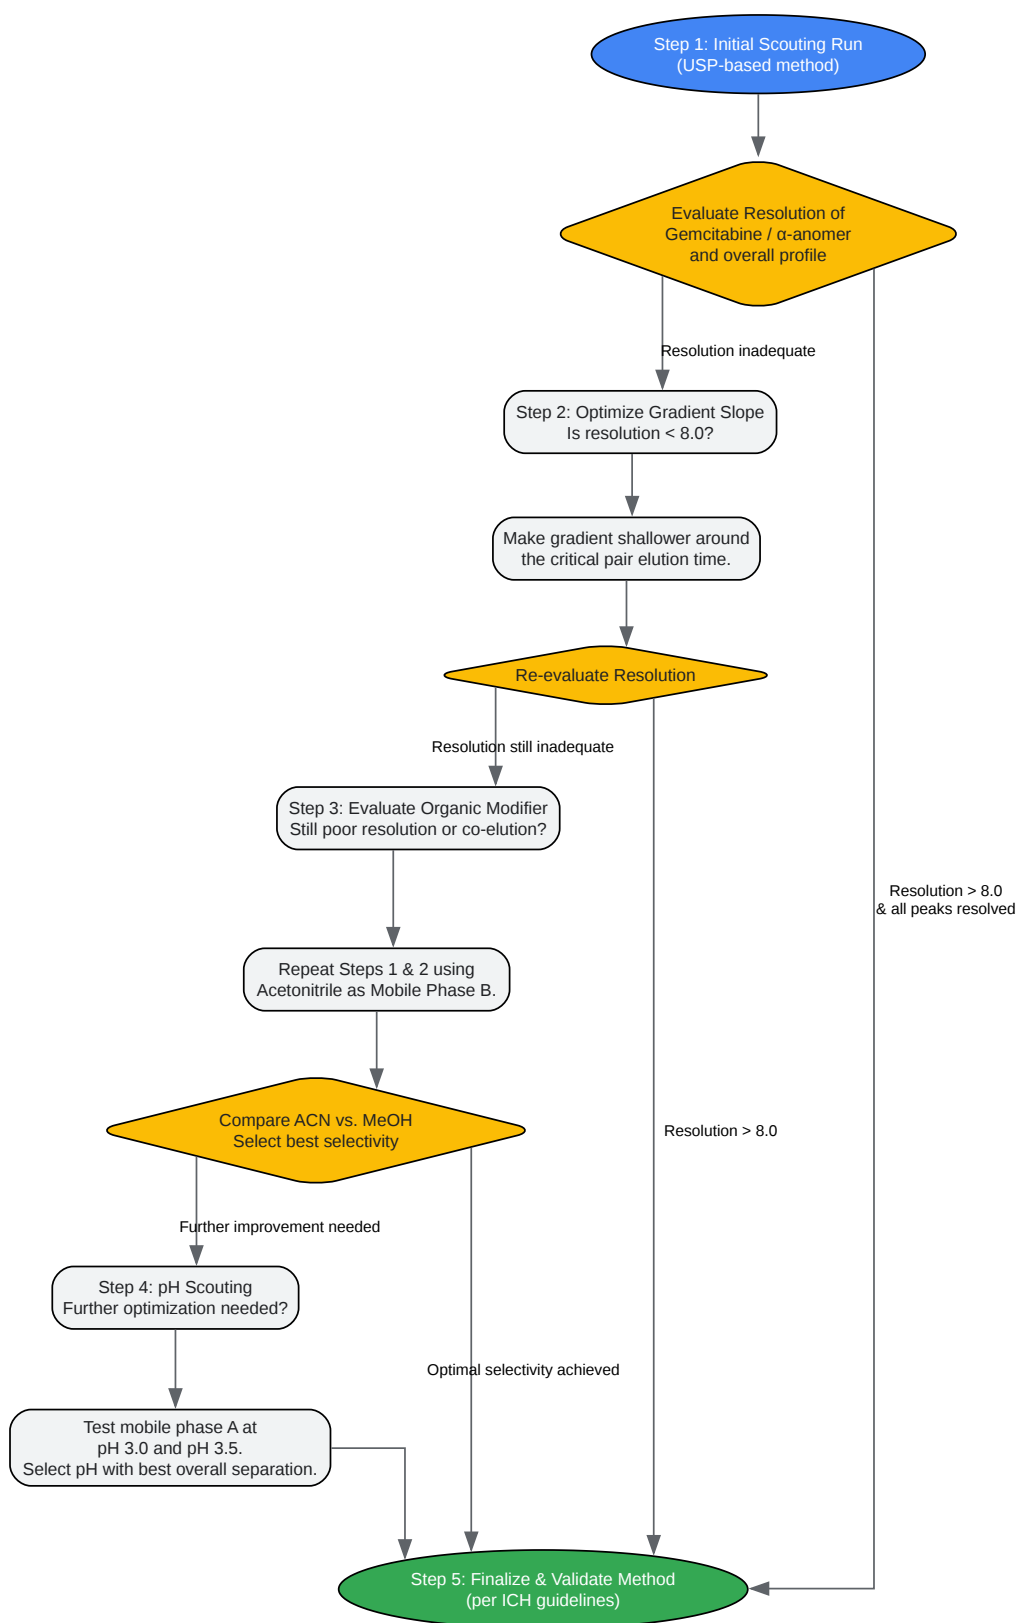 Step 1: Initial Scouting Run
(USP-based method)
Evaluate Resolution of
Gemcitabine / α-anomer
and overall profile
Resolution inadequate
Step 2: Optimize Gradient Slope
Is resolution < 8.0?
Make gradient shallower around
the critical pair elution time.
Re-evaluate Resolution
Resolution still inadequate
Step 3: Evaluate Organic Modifier
Still poor resolution or co-elution?
Resolution > 8.0
& all peaks resolved
Repeat Steps 1 & 2 using
Acetonitrile as Mobile Phase B.
Compare ACN vs. MeOH
Select best selectivity
Resolution > 8.0
Further improvement needed
Step 4: pH Scouting
Further optimization needed?
Optimal selectivity achieved
Test mobile phase A at
pH 3.0 and pH 3.5.
Select pH with best overall separation.
Step 5: Finalize & Validate Method
(per ICH guidelines)